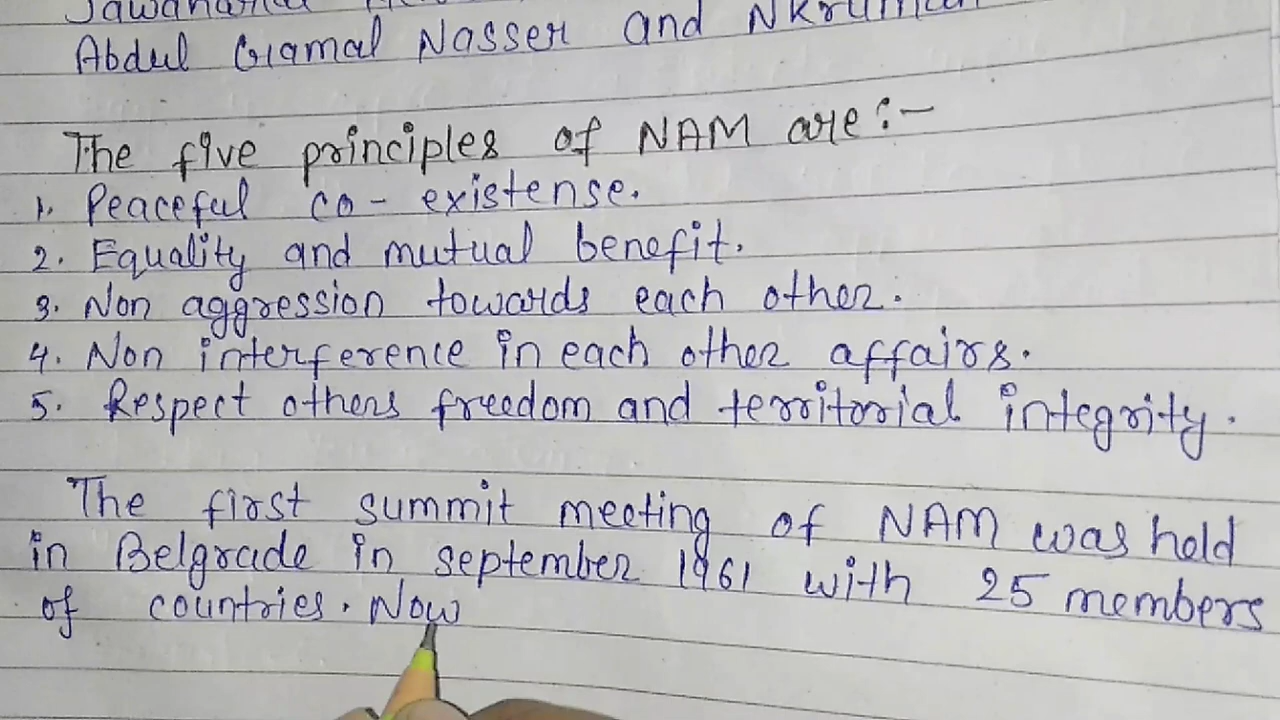 Jawaharlal
Abdul Gamal Nasser and Nkrumah
The five principles of NAM are:-
1. Peaceful co-existense.
2. Equality and mutual benefit.
3. Non aggression towards each other.
4. Non interference in each other affairs.
5. Respect others freedom and territorial integrity.
The first summit meeting of NAM was held
in Belgrade in september 1961 with 25 members
of countries. Now